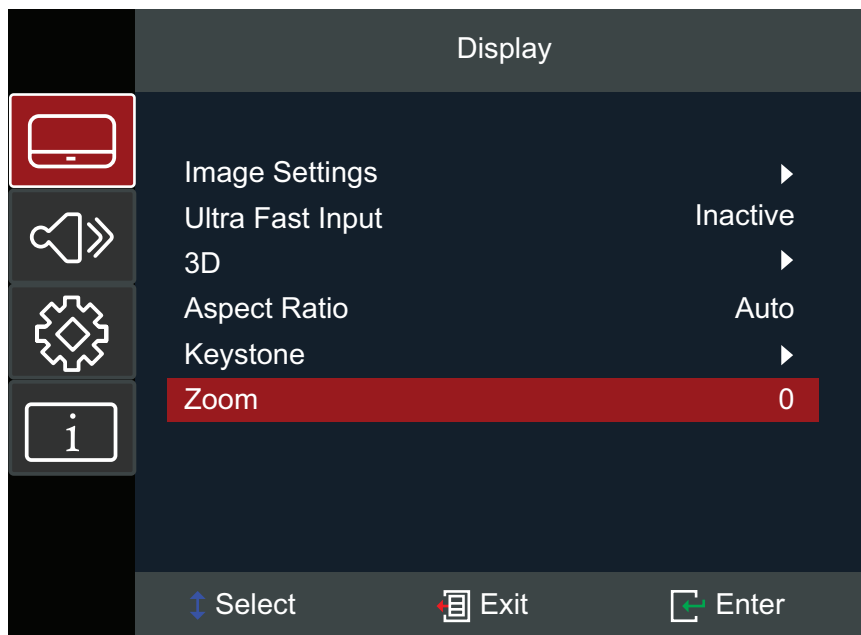 Display
Image Settings
Ultra Fast Input Inactive
3D
Aspect Ratio Auto
Keystone
Zoom 0
i
Select Exit Enter